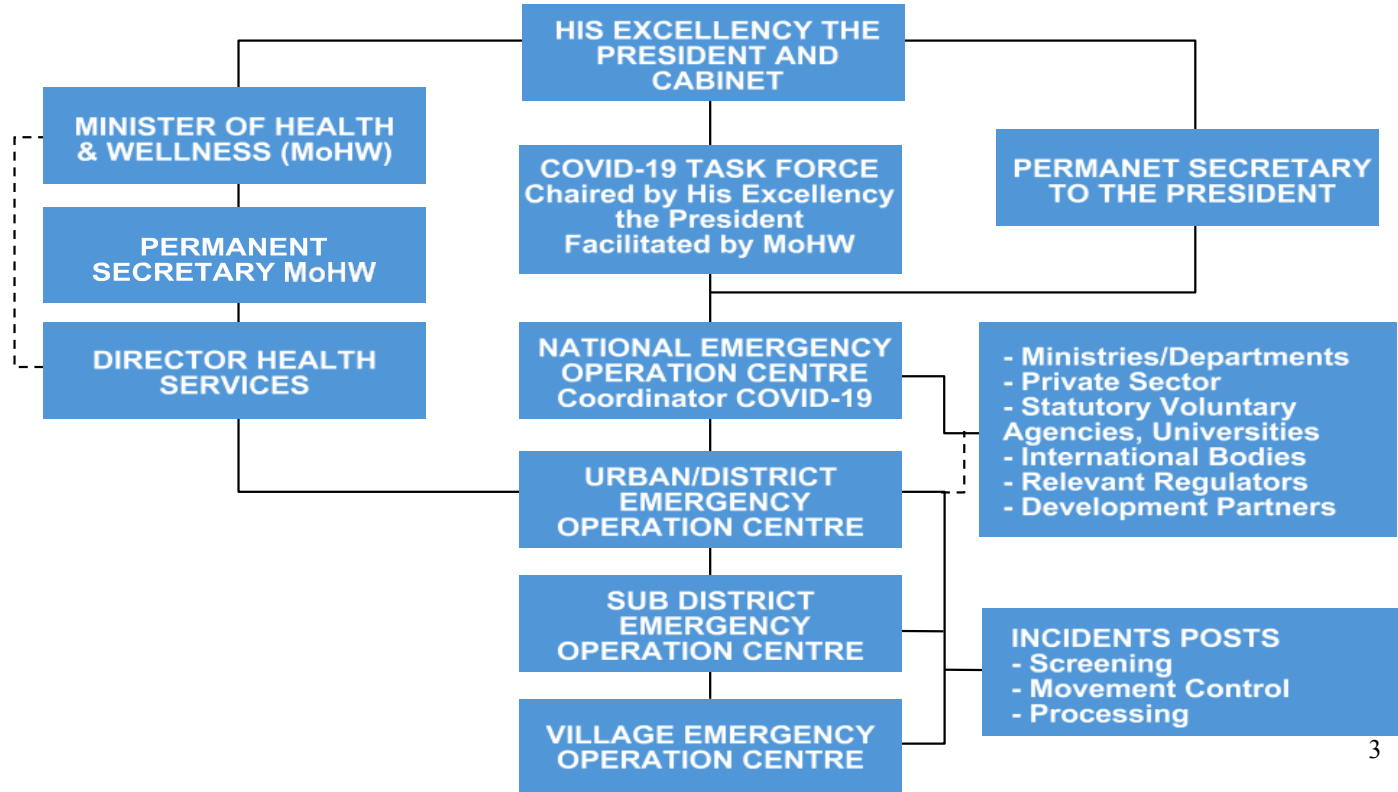 HIS EXCELLENCY THE
PRESIDENT AND
CABINET
MINISTER OF HEALTH
& WELLNESS (MoHW)
COVID-19 TASK FORCE
Chaired by His Excellency
the President
Facilitated by MoHW
PERMANET SECRETARY
TO THE PRESIDENT
PERMANENT
SECRETARY MoHW
DIRECTOR HEALTH
SERVICES
NATIONAL EMERGENCY
OPERATION CENTRE
Coordinator COVID-19
- Ministries/Departments
- Private Sector
- Statutory Voluntary
Agencies, Universities
- International Bodies
- Relevant Regulators
- Development Partners
URBAN/DISTRICT
EMERGENCY
OPERATION CENTRE
SUB DISTRICT
EMERGENCY
OPERATION CENTRE
INCIDENTS POSTS
- Screening
- Movement Control
- Processing
VILLAGE EMERGENCY
OPERATION CENTRE
3